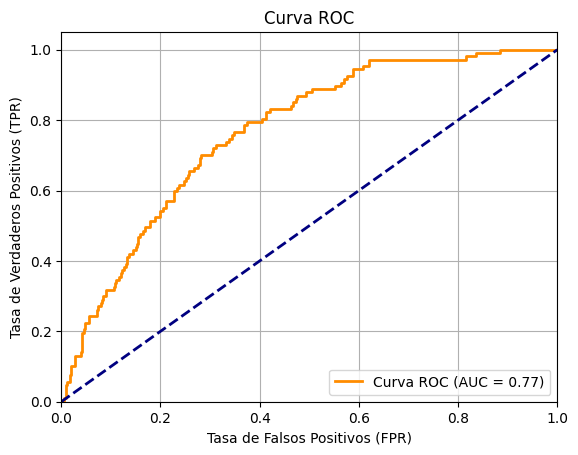 Curva ROC
Tasa de Verdaderos Positivos (TPR)
1.0
0.8
0.6
0.4
0.2
0.0
0.0 0.2 0.4 0.6 0.8 1.0
Tasa de Falsos Positivos (FPR)
Curva ROC (AUC = 0.77)